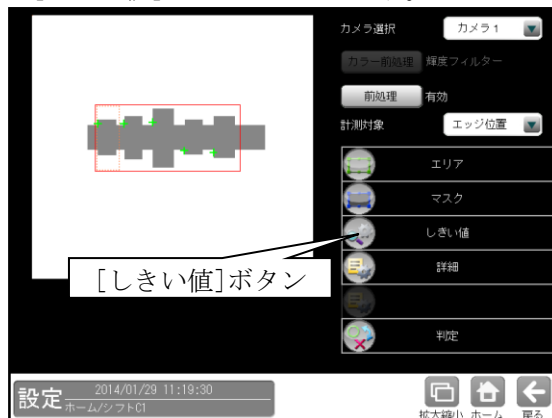 カメラ選択 カメラ1
カラー前処理 輝度フィルター
前処理 有効
計測対象 エッジ位置
エリア
マスク
しきい値
[しきい値]ボタン
詳細
判定
設定 2014/01/29 11:19:30
ホーム/シフトC1
拡大縮小 ホーム 戻る